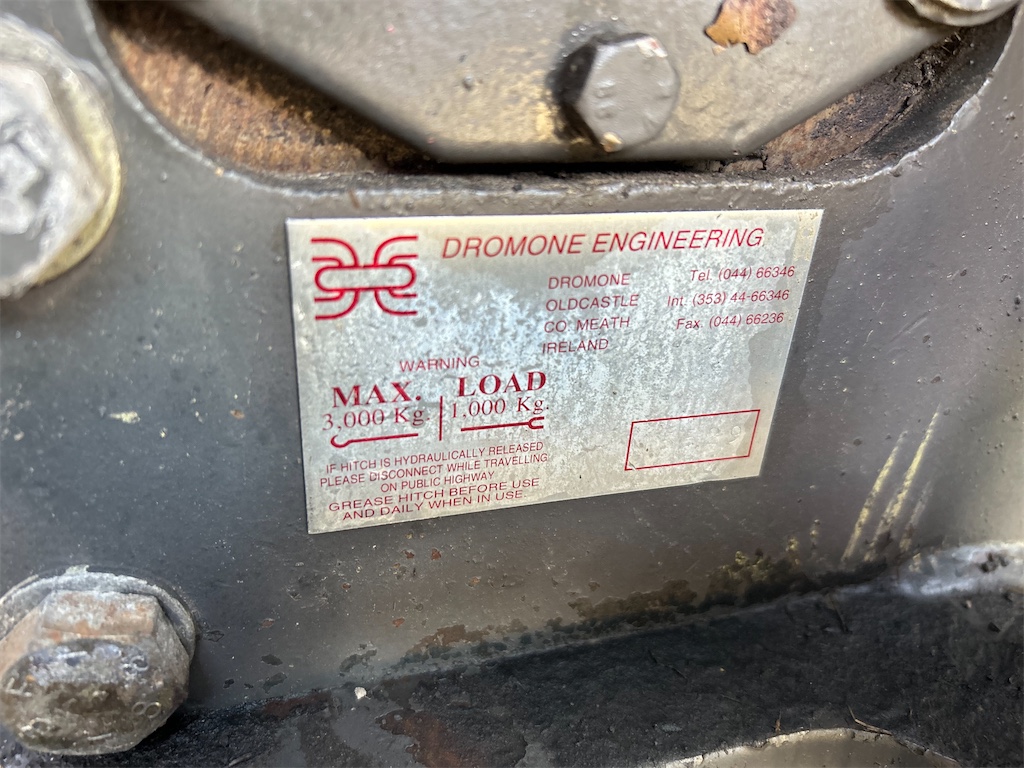 DROMONE ENGINEERING
DROMONE Tel. (044) 66346
OLDCASTLE Int. (353) 44-66346
CO. MEATH Fax. (044) 66236
IRELAND
WARNING
MAX. LOAD
3,000 Kg. 1,000 Kg.
IF HITCH IS HYDRAULICALLY RELEASED
PLEASE DISCONNECT WHILE TRAVELLING
ON PUBLIC HIGHWAY
GREASE HITCH BEFORE USE
AND DAILY WHEN IN USE.